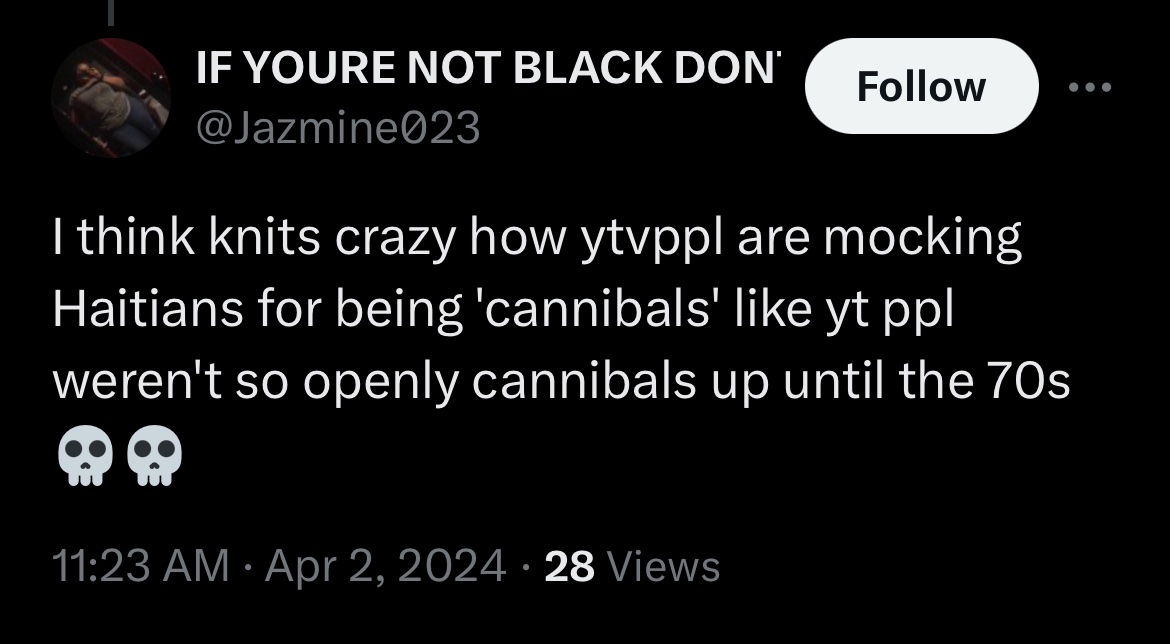 IF YOURE NOT BLACK DON'
Follow
@Jazmine023
I think knits crazy how ytvppl are mocking
Haitians for being 'cannibals' like yt ppl
weren't so openly cannibals up until the 70s
💀💀
11:23 AM · Apr 2, 2024 · 28 Views